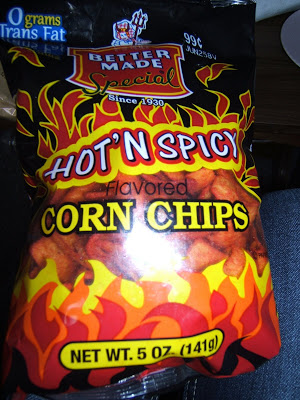 0 grams
Trans Fat
99¢
JUN25BV
BETTER
MADE
Special
Since 1930
HOT'N SPICY
Flavored
CORN CHIPS
NET WT. 5 OZ. (141g)